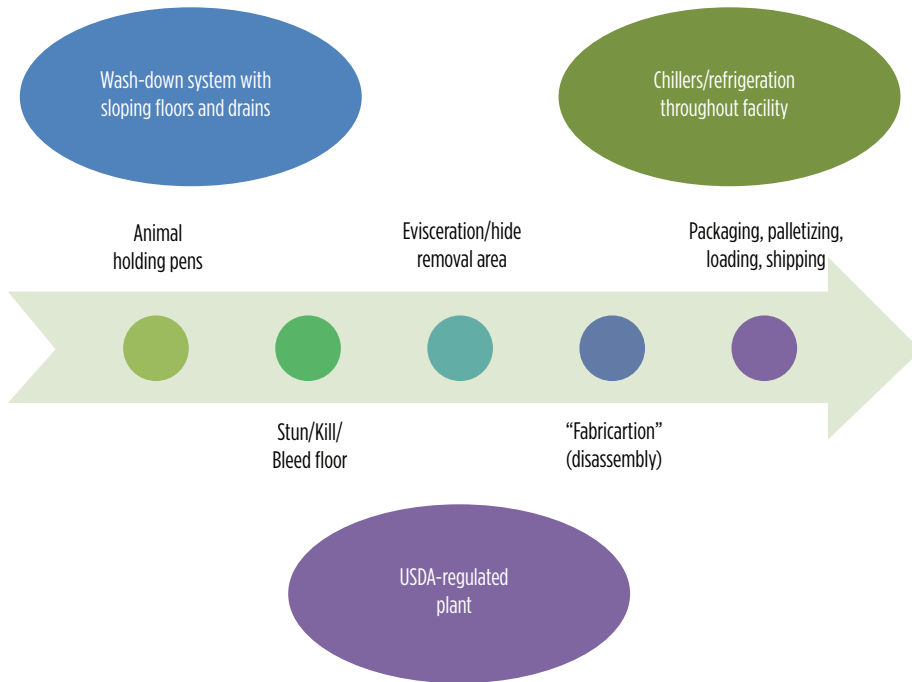 Wash-down system with
sloping floors and drains
Chillers/refrigeration
throughout facility
Animal
holding pens
Evisceration/hide
removal area
Packaging, palletizing,
loading, shipping
Stun/Kill/
Bleed floor
“Fabricartion”
(disassembly)
USDA-regulated
plant